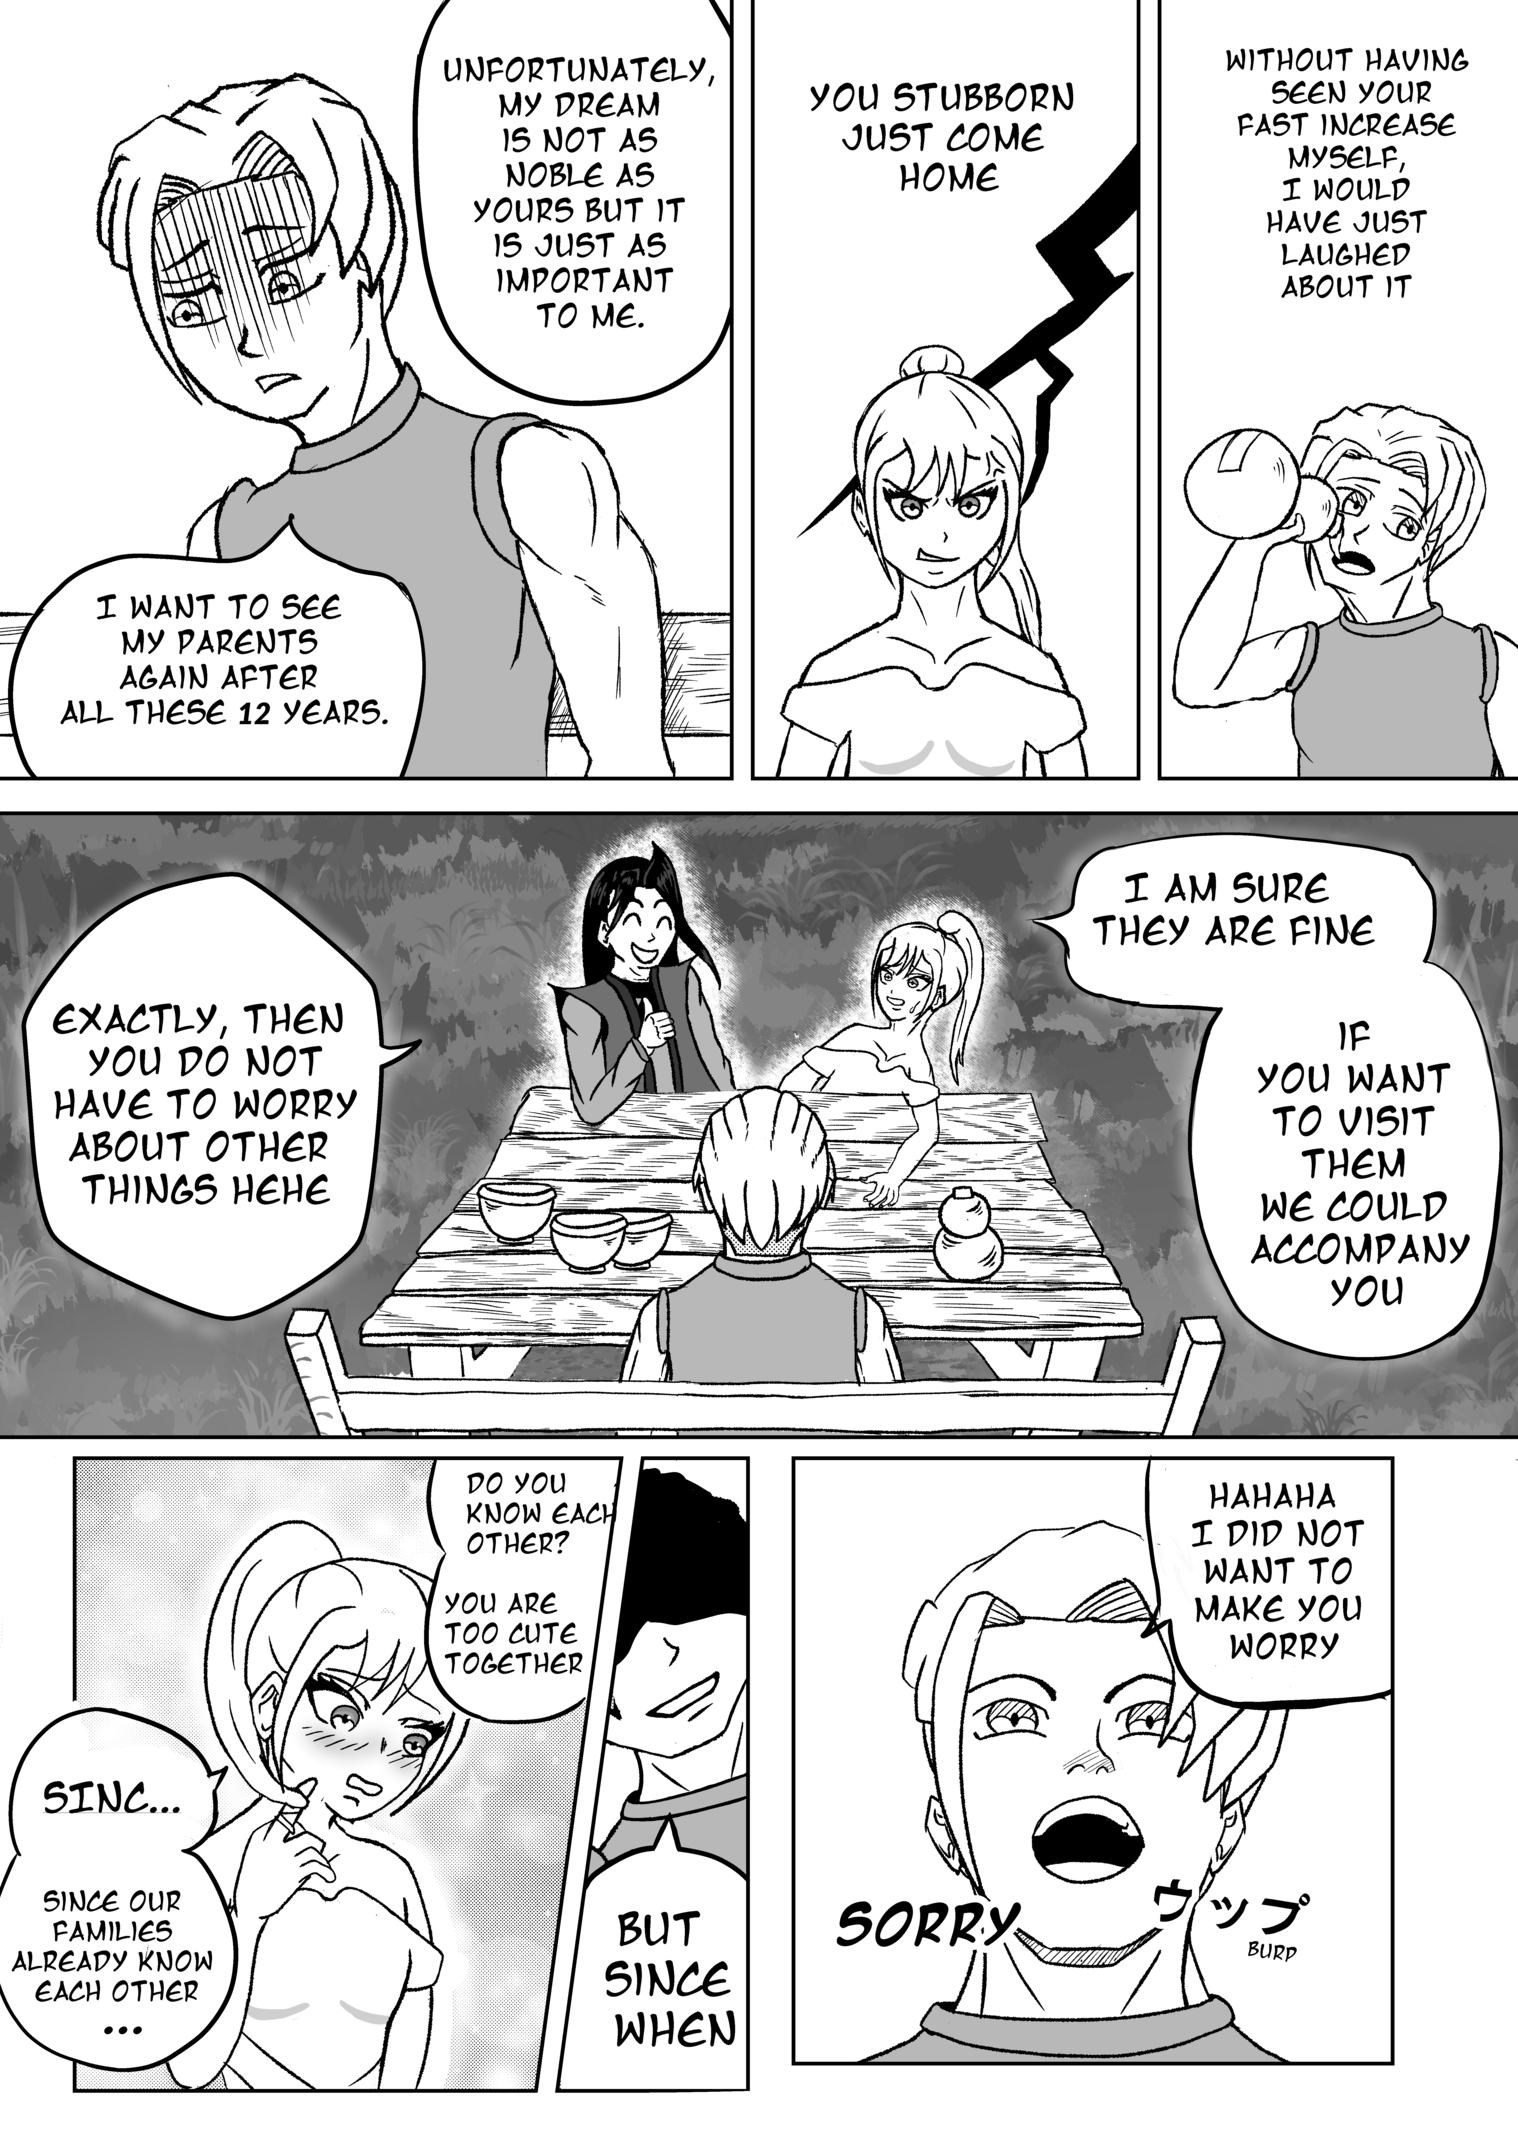 WITHOUT HAVING
SEEN YOUR
FAST INCREASE
MYSELF,
I WOULD
HAVE JUST
LAUGHED
ABOUT IT
YOU STUBBORN
JUST COME
HOME
UNFORTUNATELY,
MY DREAM
IS NOT AS
NOBLE AS
YOURS BUT IT
IS JUST AS
IMPORTANT
TO ME.
I WANT TO SEE
MY PARENTS
AGAIN AFTER
ALL THESE 12 YEARS.
I AM SURE
THEY ARE FINE
IF
YOU WANT
TO VISIT
THEM
WE COULD
ACCOMPANY
YOU
EXACTLY, THEN
YOU DO NOT
HAVE TO WORRY
ABOUT OTHER
THINGS HEHE
HAHAHA
I DID NOT
WANT TO
MAKE YOU
WORRY
SORRY
ウップ
BURP
BUT
SINCE
WHEN
DO YOU
KNOW EACH
OTHER?
YOU ARE
TOO CUTE
TOGETHER
SINC...
SINCE OUR
FAMILIES
ALREADY KNOW
EACH OTHER
...